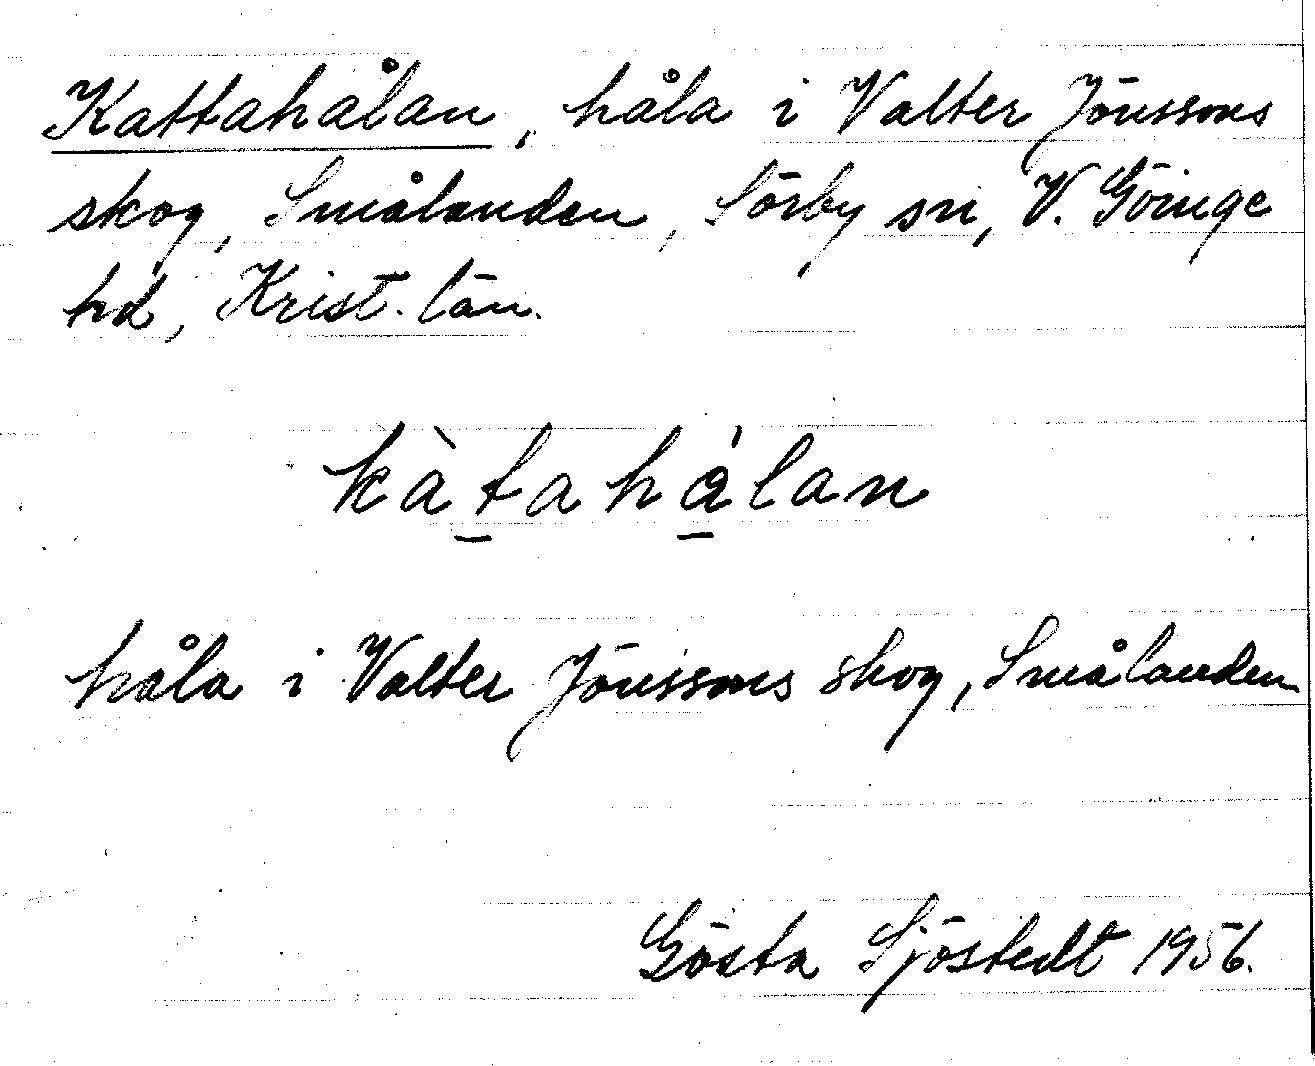 Kattahålan, håla i Valter Jönssons
skog, Smålanden, Sörby sn, V. Göinge
hd, Krist. län.
kàtahálan
håla i Valter Jönssons skog, Smålanden
Gösta Sjöstedt 1956.